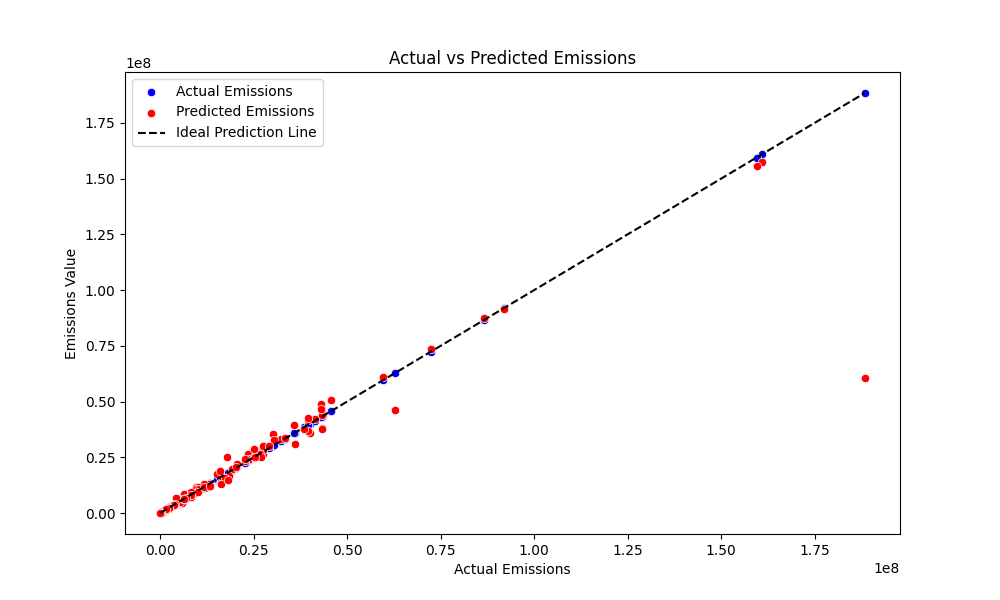 Actual vs Predicted Emissions
1e8
Actual Emissions
Predicted Emissions
Ideal Prediction Line
1.75
1.50
1.25
1.00
0.75
0.50
0.25
0.00
Emissions Value
0.00 0.25 0.50 0.75 1.00 1.25 1.50 1.75
Actual Emissions
1e8